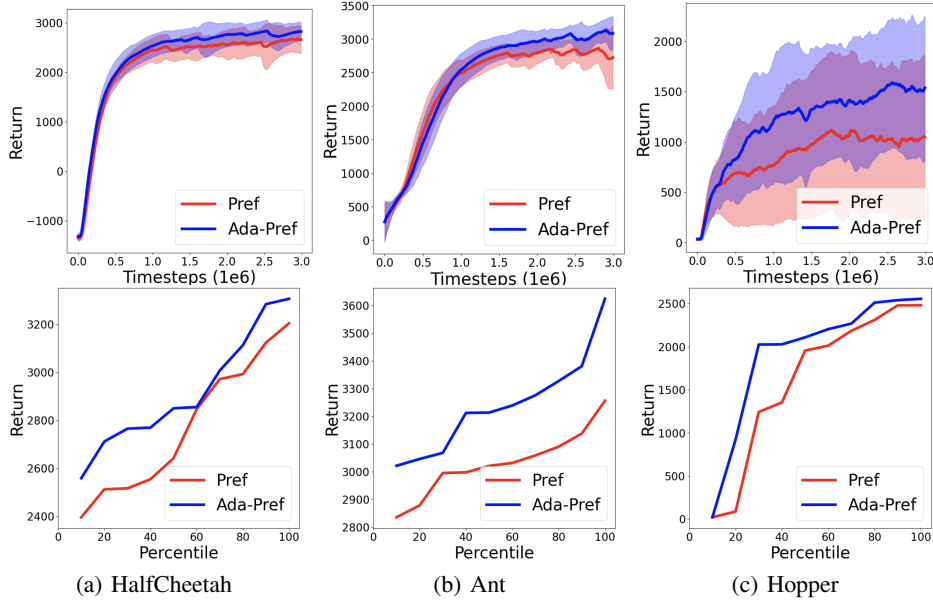 3000
2000
1000
0
−1000
Return
Pref
Ada-Pref
0.0 0.5 1.0 1.5 2.0 2.5 3.0
Timesteps (1e6)
3500
3000
2500
2000
1500
1000
500
0
Return
Pref
Ada-Pref
0.0 0.5 1.0 1.5 2.0 2.5 3.0
Timesteps (1e6)
2000
1500
1000
500
0
Return
Pref
Ada-Pref
0.0 0.5 1.0 1.5 2.0 2.5 3.0
Timesteps (1e6)
3200
3000
2800
2600
2400
Return
Pref
Ada-Pref
0 20 40 60 80 100
Percentile
3600
3500
3400
3300
3200
3100
3000
2900
2800
Return
Pref
Ada-Pref
0 20 40 60 80 100
Percentile
2500
2000
1500
1000
500
0
Return
Pref
Ada-Pref
0 20 40 60 80 100
Percentile
(a) HalfCheetah
(b) Ant
(c) Hopper